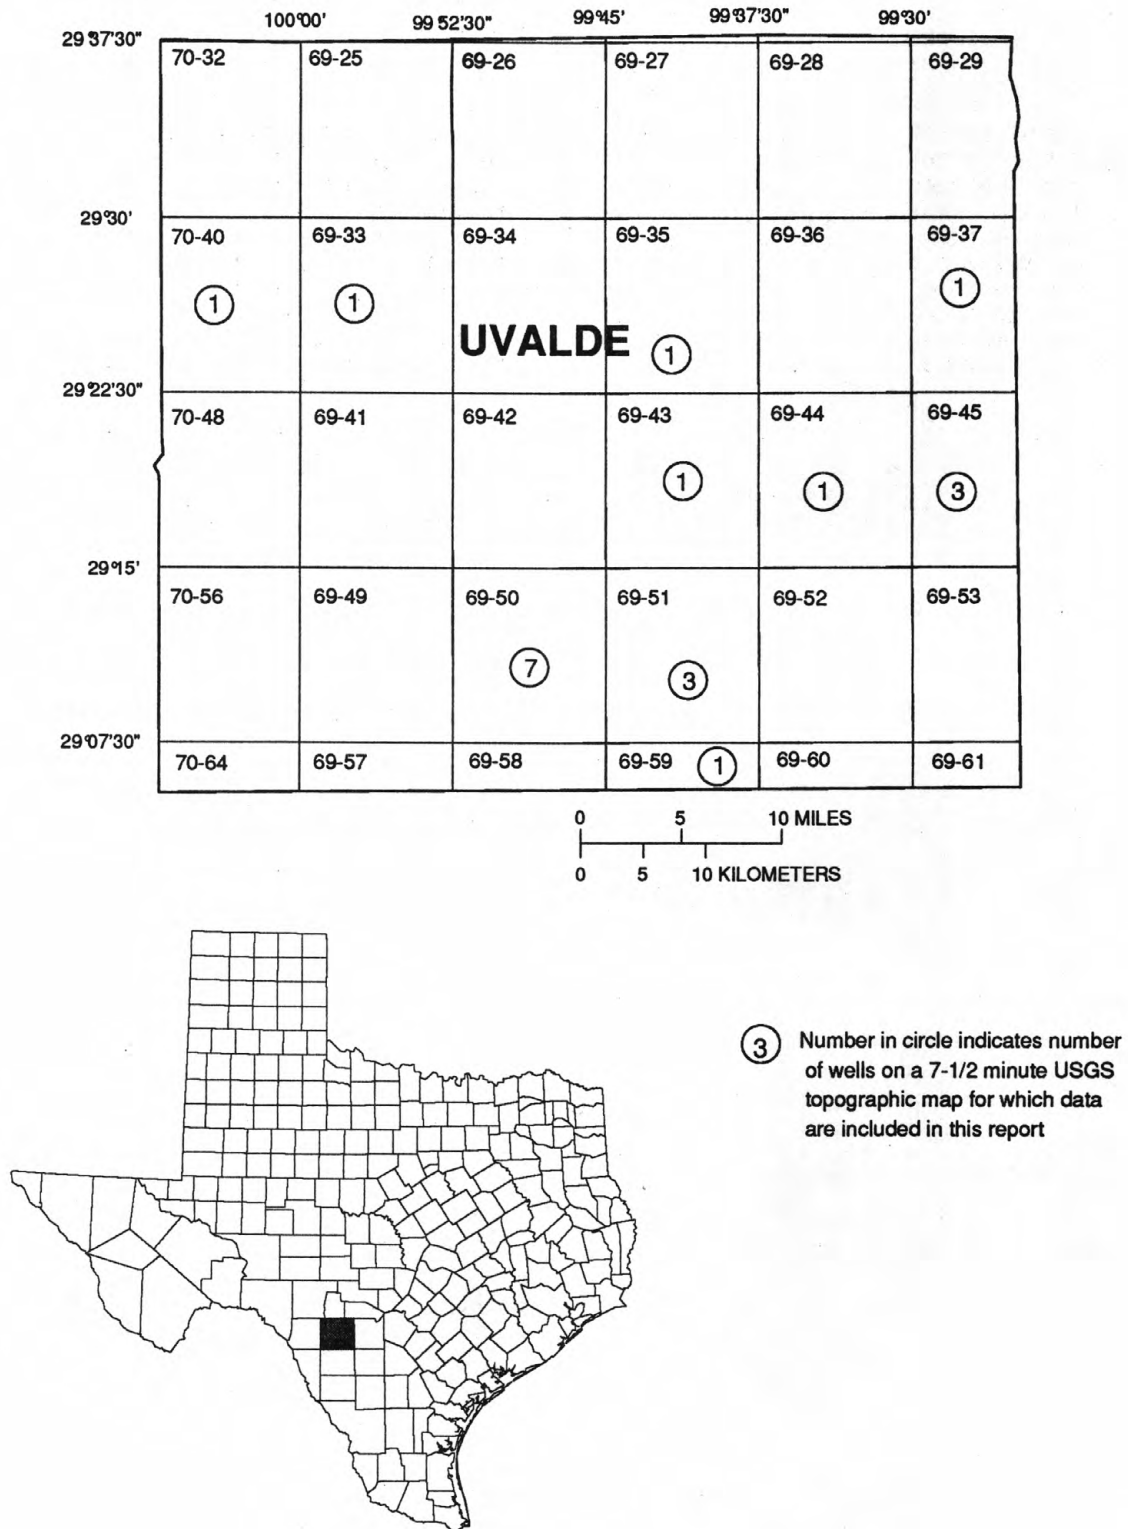 100°00' 99°52'30" 99°45' 99°37'30" 99°30'
29°37'30"
70-32 69-25 69-26 69-27 69-28 69-29
29°30'
70-40 69-33 69-34 69-35 69-36 69-37
1 1 1
UVALDE 1
29°22'30"
70-48 69-41 69-42 69-43 69-44 69-45
1 1 3
29°15'
70-56 69-49 69-50 69-51 69-52 69-53
7 3
29°07'30"
70-64 69-57 69-58 69-59 1 69-60 69-61
0 5 10 MILES
0 5 10 KILOMETERS
3 Number in circle indicates number
of wells on a 7-1/2 minute USGS
topographic map for which data
are included in this report